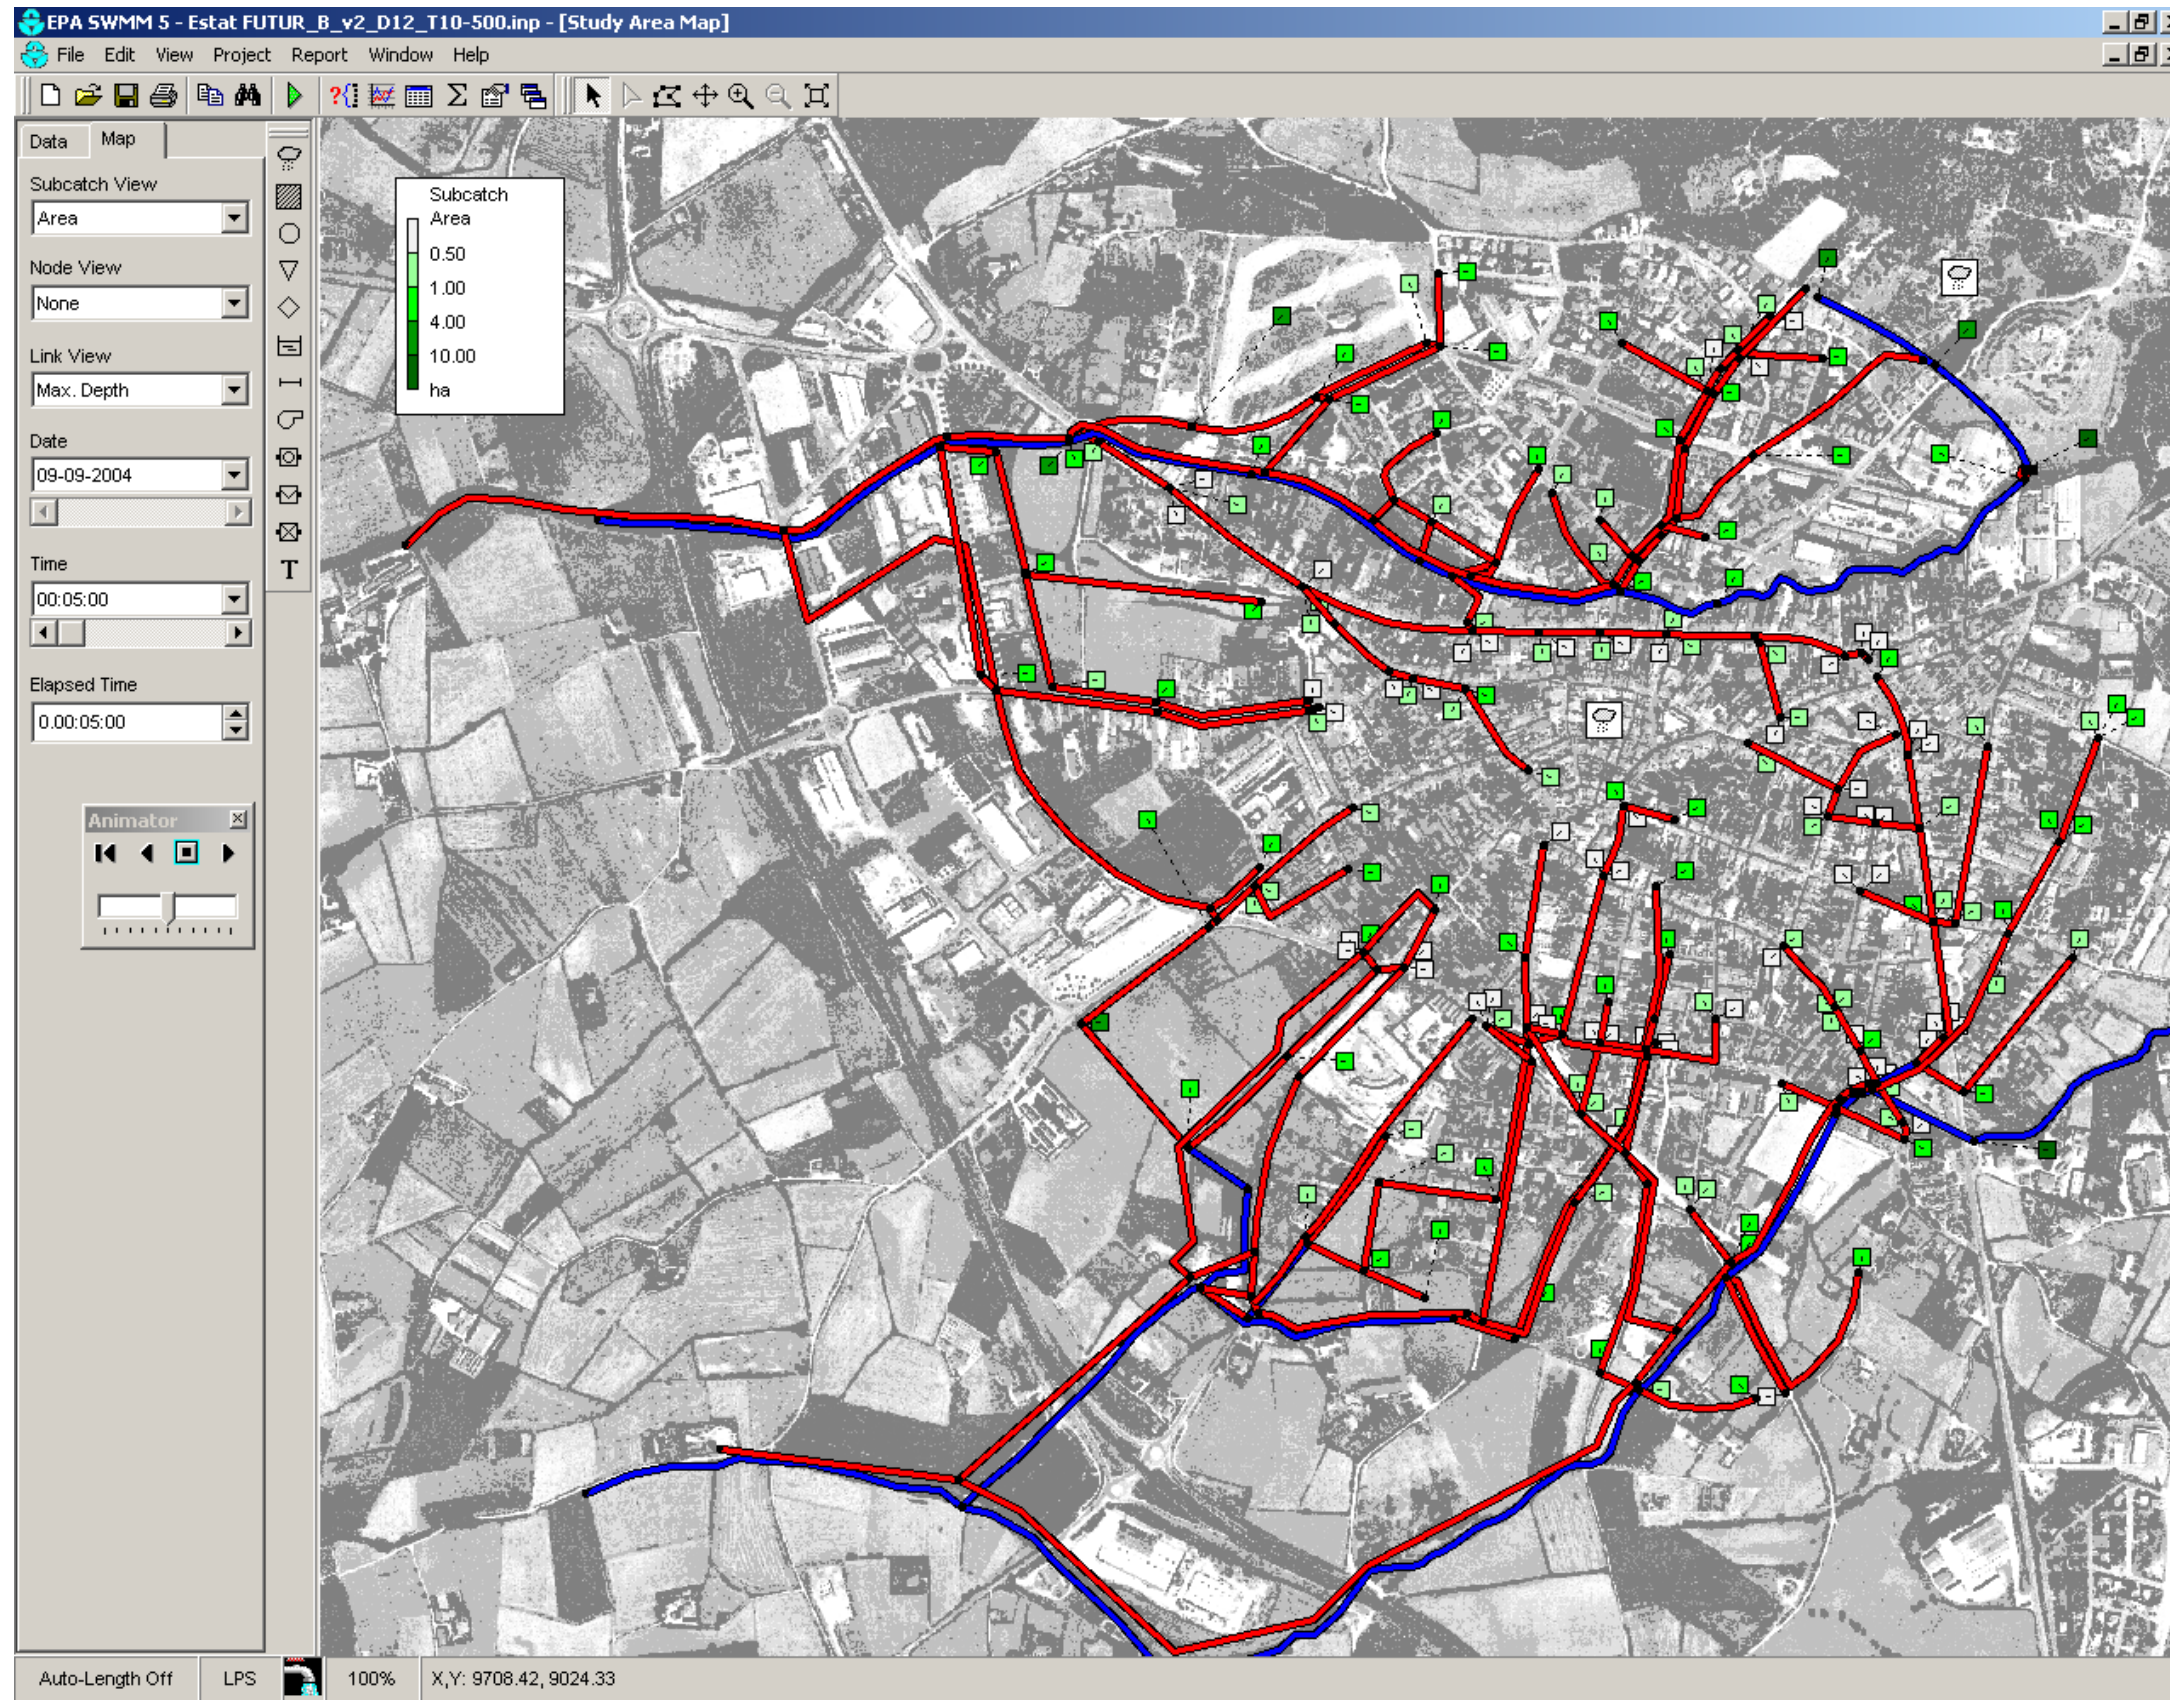 EPA SWMM 5 - Estat FUTUR_B_v2_D12_T10-500.inp - [Study Area Map]
File Edit View Project Report Window Help
Data Map
Subcatch View
Area
Node View
None
Link View
Max. Depth
Date
09-09-2004
Time
00:05:00
Elapsed Time
0.00:05:00
Animator
T
Subcatch
Area
0.50
1.00
4.00
10.00
ha
Auto-Length Off LPS 100% X,Y: 9708.42, 9024.33